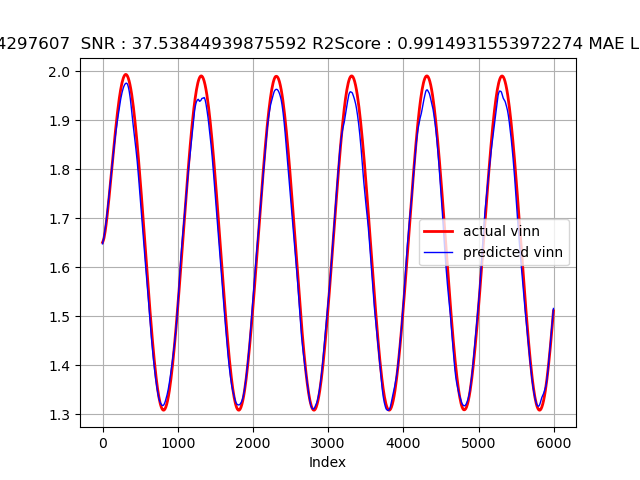 4297607 SNR : 37.53844939875592 R2Score : 0.9914931553972274 MAE L
2.0
1.9
1.8
1.7
1.6
1.5
1.4
1.3
actual vinn
predicted vinn
0 1000 2000 3000 4000 5000 6000
Index